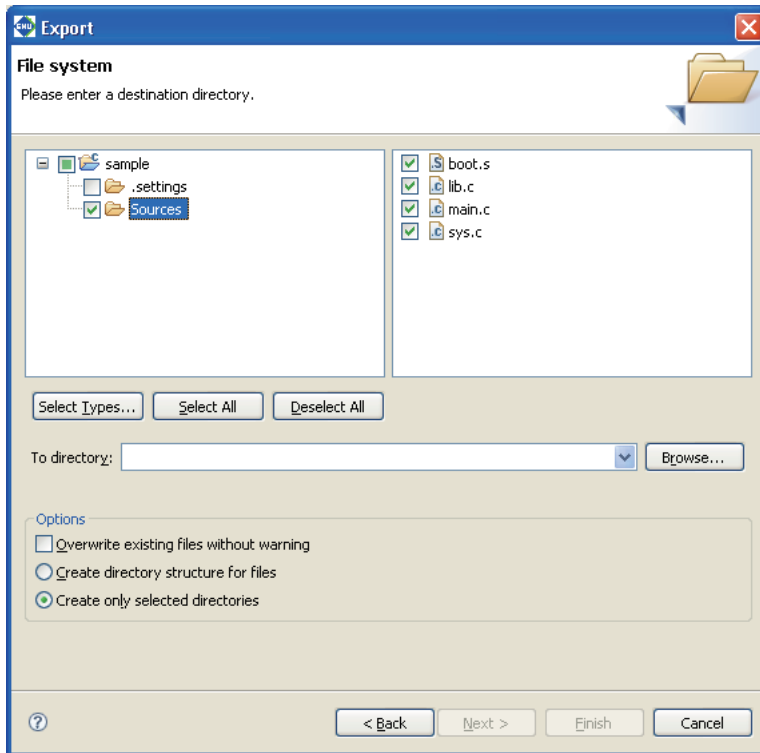 GNU Export
File system
Please enter a destination directory.
sample
.settings
Sources
.S boot.s
.c lib.c
.c main.c
.c sys.c
Select Types...
Select All
Deselect All
To directory:
Browse...
Options
Overwrite existing files without warning
Create directory structure for files
Create only selected directories
?
< Back
Next >
Finish
Cancel